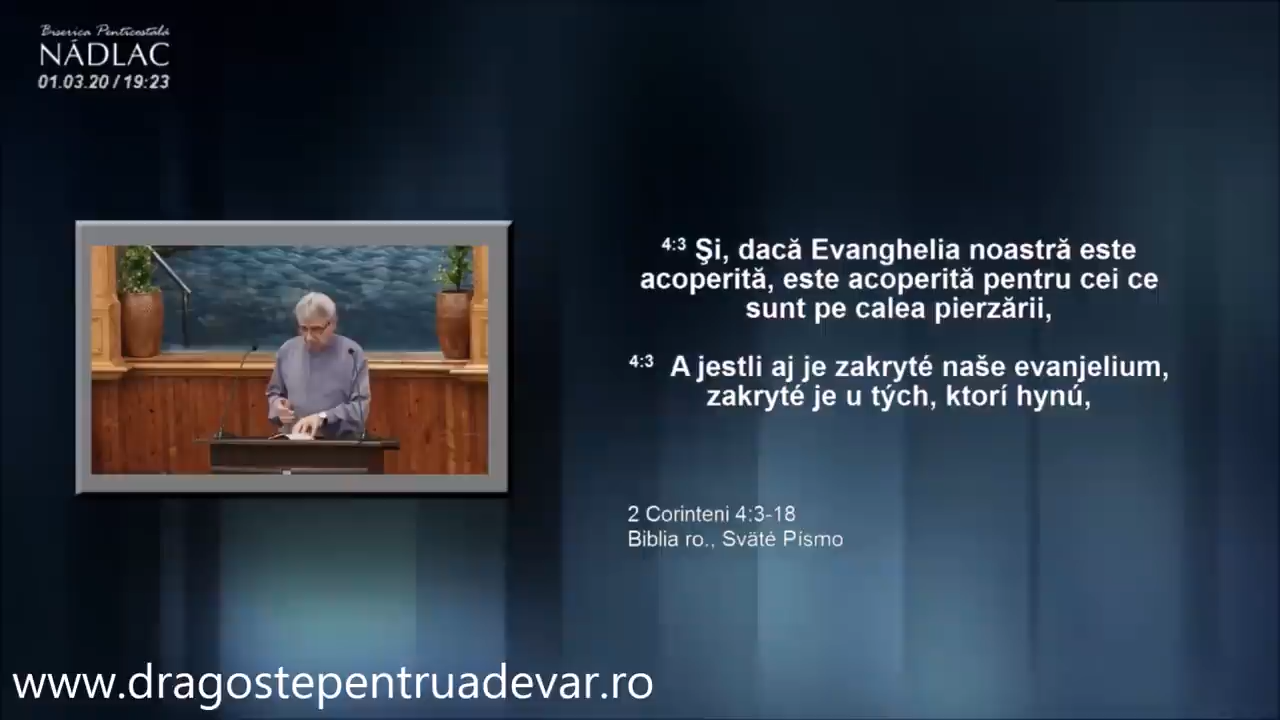 Biserica Penticostală
NĂDLAC
01.03.20 / 19:23
4:3 Şi, dacă Evanghelia noastră este
acoperită, este acoperită pentru cei ce
sunt pe calea pierzării,
4:3 A jestli aj je zakryté naše evanjelium,
zakryté je u tých, ktorí hynú,
2 Corinteni 4:3-18
Biblia ro., Sväté Písmo
www.dragostepentruadevar.ro